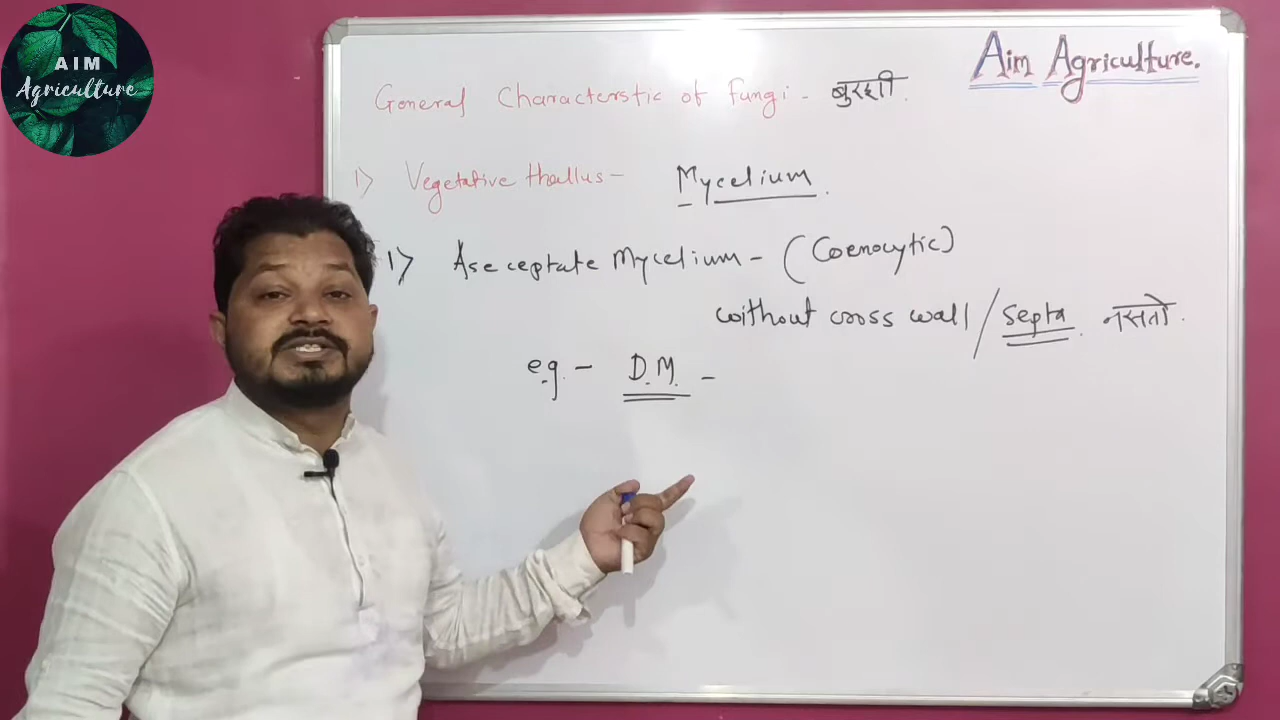 AIM
Agriculture
Aim Agriculture.
General Characterstic of fungi - बुरशी.
1) Vegetative thallus - Mycelium.
1) Aseceptate Mycelium - (Coenocytic)
without cross wall / Septa नसतो.
e.g. - D.M. -